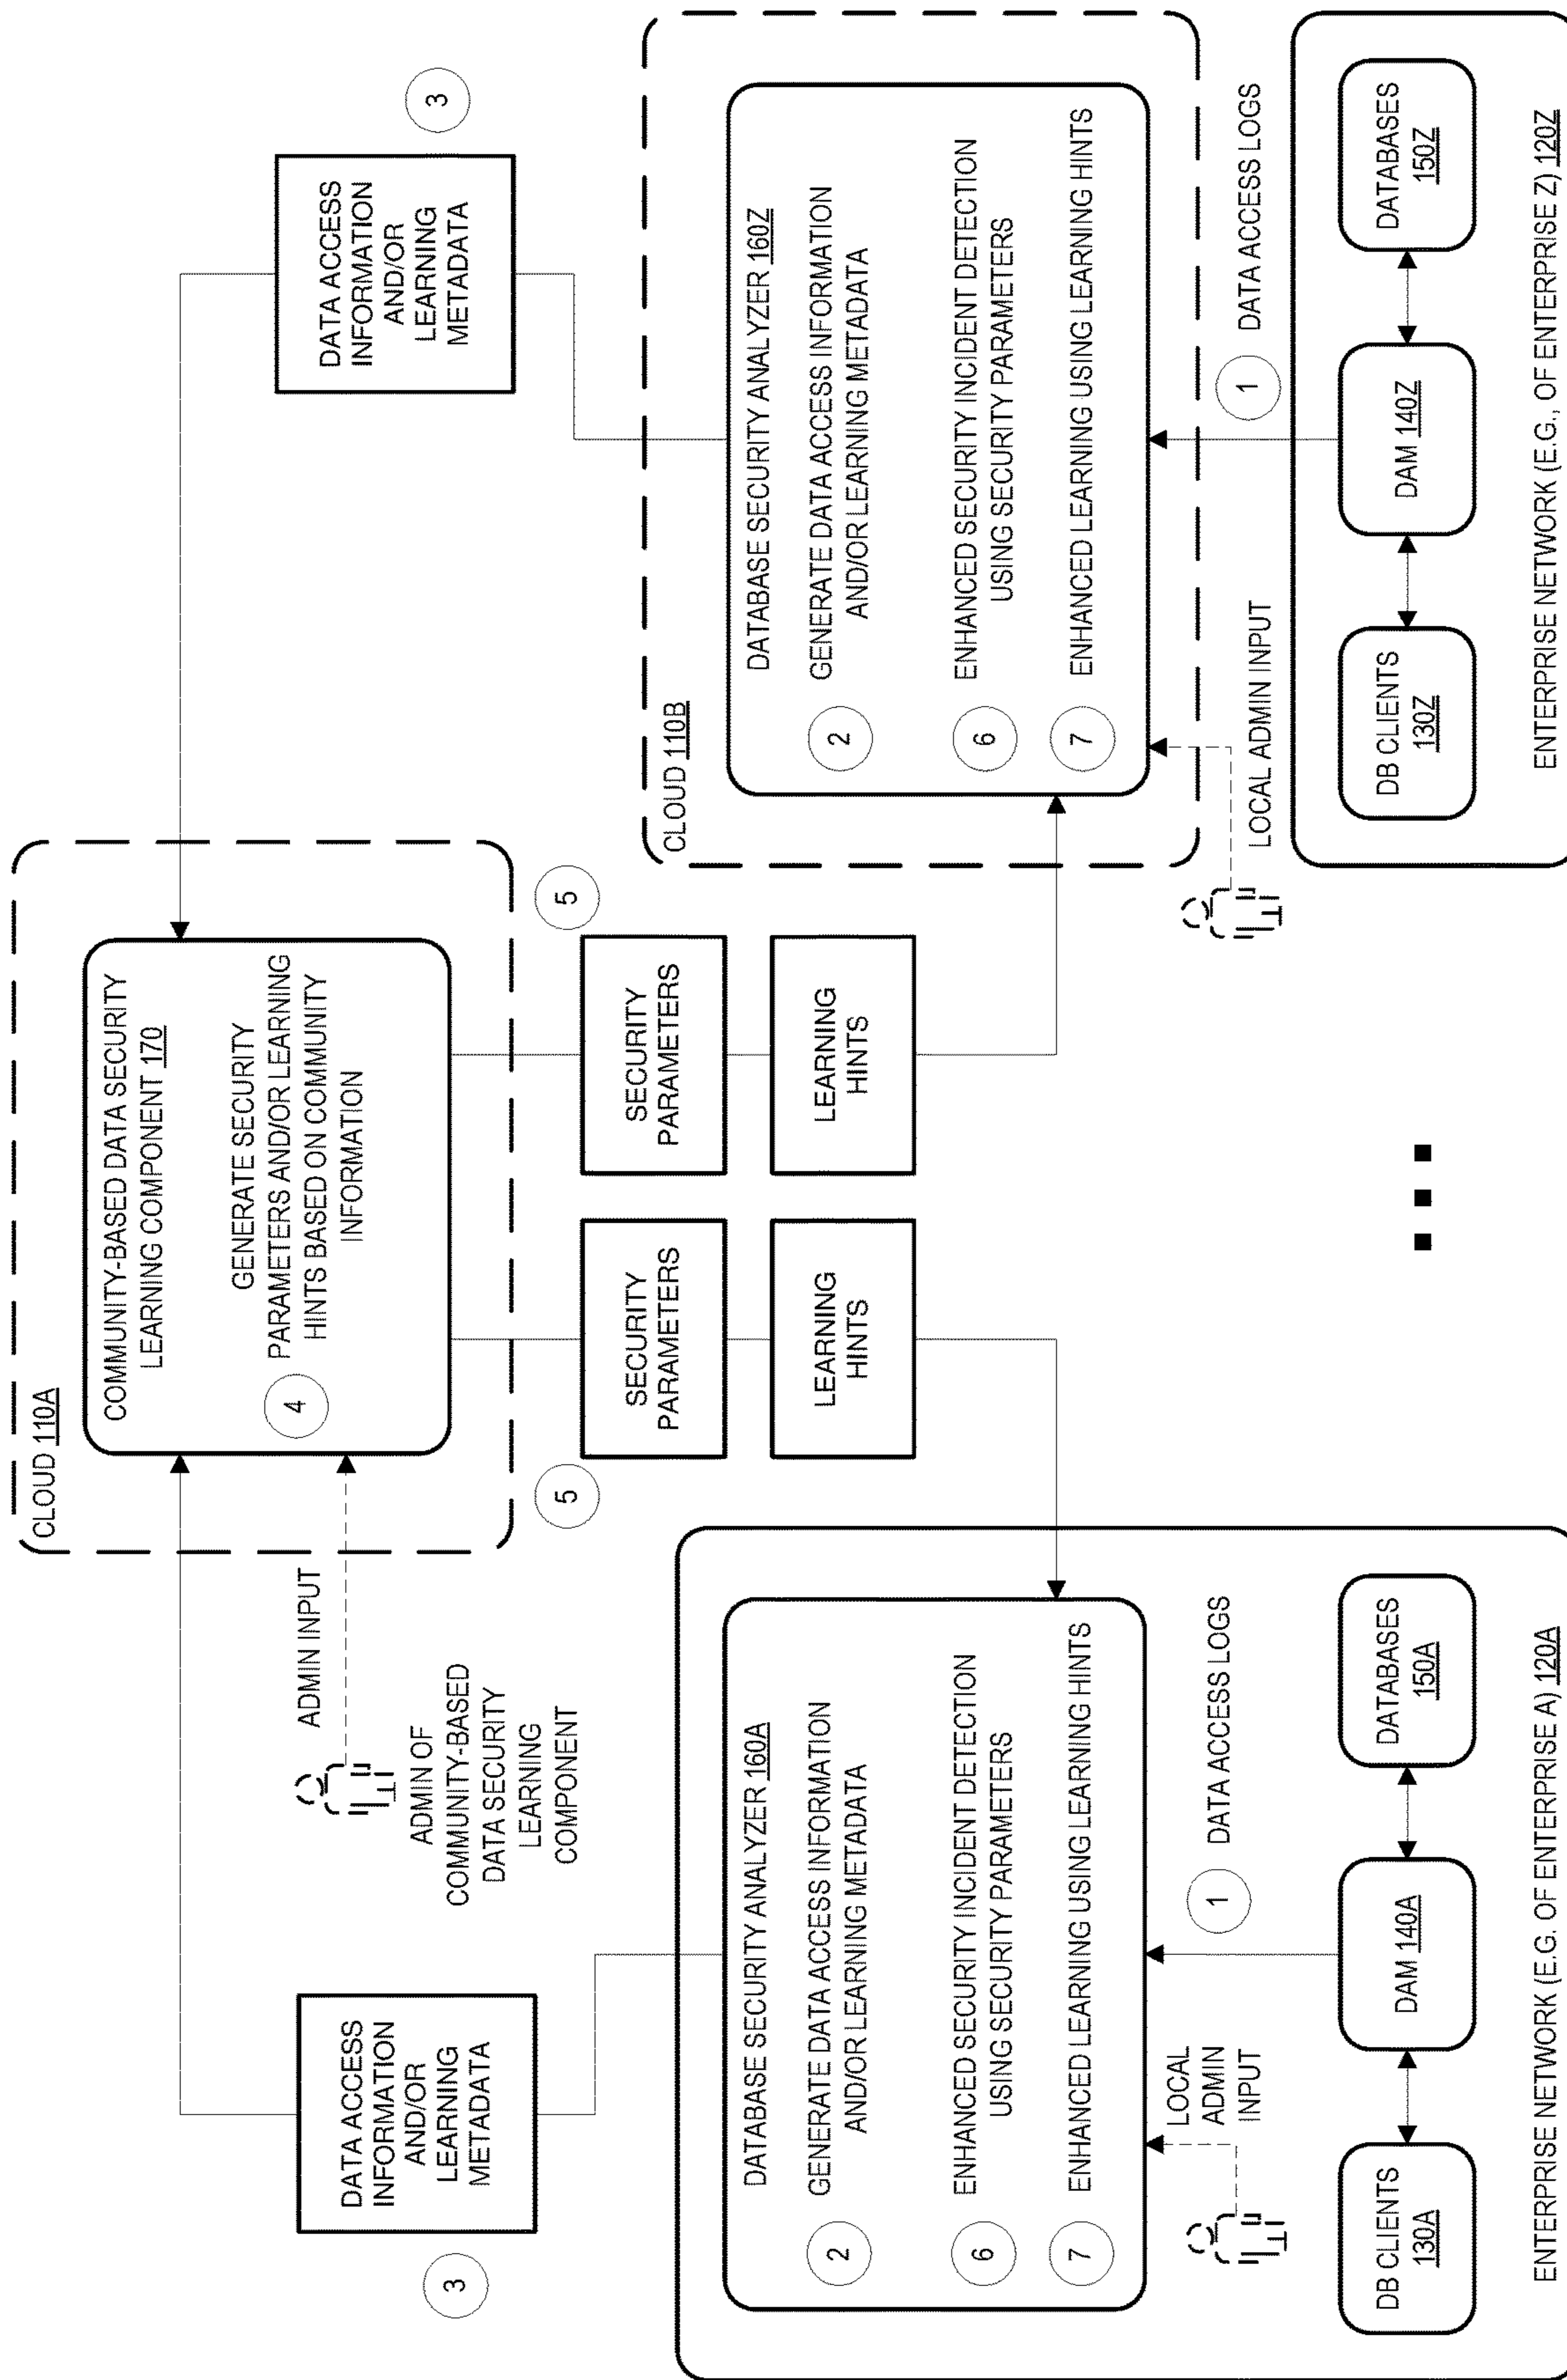 CLOUD 110A
COMMUNITY-BASED DATA SECURITY
LEARNING COMPONENT 170
4
GENERATE SECURITY
PARAMETERS AND/OR LEARNING
HINTS BASED ON COMMUNITY
INFORMATION
ADMIN INPUT
ADMIN OF
COMMUNITY-BASED
DATA SECURITY
LEARNING
COMPONENT
3
DATA ACCESS
INFORMATION
AND/OR
LEARNING
METADATA
DATA ACCESS
INFORMATION
AND/OR
LEARNING
METADATA
3
5
SECURITY
PARAMETERS
LEARNING
HINTS
5
SECURITY
PARAMETERS
LEARNING
HINTS
DATABASE SECURITY ANALYZER 160A
2
GENERATE DATA ACCESS INFORMATION
AND/OR LEARNING METADATA
6
ENHANCED SECURITY INCIDENT DETECTION
USING SECURITY PARAMETERS
7
ENHANCED LEARNING USING LEARNING HINTS
LOCAL
ADMIN
INPUT
1
DATA ACCESS LOGS
DB CLIENTS
130A
DAM 140A
DATABASES
150A
ENTERPRISE NETWORK (E.G. OF ENTERPRISE A) 120A
CLOUD 110B
DATABASE SECURITY ANALYZER 160Z
2
GENERATE DATA ACCESS INFORMATION
AND/OR LEARNING METADATA
6
ENHANCED SECURITY INCIDENT DETECTION
USING SECURITY PARAMETERS
7
ENHANCED LEARNING USING LEARNING HINTS
LOCAL ADMIN INPUT
1
DATA ACCESS LOGS
DB CLIENTS
130Z
DAM 140Z
DATABASES
150Z
ENTERPRISE NETWORK (E.G., OF ENTERPRISE Z) 120Z